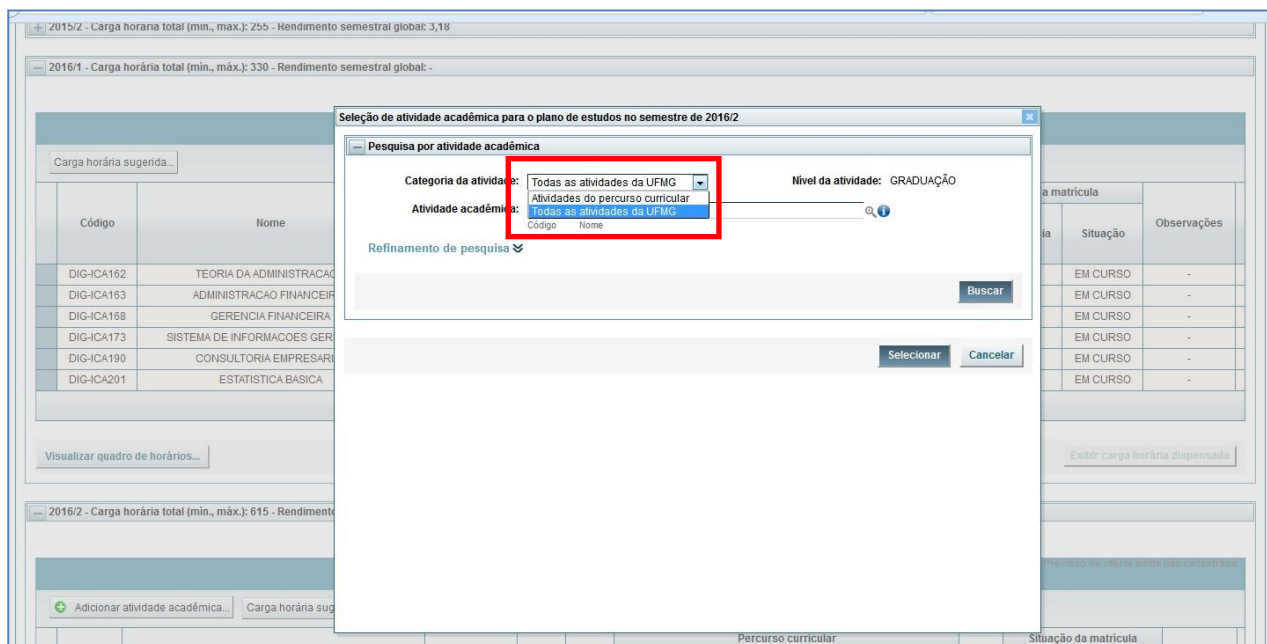 2015/2 - Carga horária total (mín., máx.): 255 - Rendimento semestral global: 3,18
2016/1 - Carga horária total (mín., máx.): 330 - Rendimento semestral global: -
Seleção de atividade acadêmica para o plano de estudos no semestre de 2016/2
Pesquisa por atividade acadêmica
Carga horária sugerida...
Categoria da atividade: Todas as atividades da UFMG Nível da atividade: GRADUAÇÃO
Atividades do percurso curricular
Todas as atividades da UFMG
Atividade acadêmica:
Código Nome
Refinamento de pesquisa
Buscar
Selecionar Cancelar
Código Nome Situação Observações
DIG-ICA162 TEORIA DA ADMINISTRACAO EM CURSO -
DIG-ICA163 ADMINISTRACAO EM CURSO -
DIG-ICA168 GERENCIA FINANCEIRA EM CURSO -
DIG-ICA173 SISTEMA DE INFORMACOES EM CURSO -
DIG-ICA190 CONSULTORIA EM CURSO -
DIG-ICA201 ESTATISTICA BASICA EM CURSO -
Visualizar quadro de horários... Exibir carga horária dispensada
2016/2 - Carga horária total (mín., máx.): 615 -
Previsão de oferta ainda não cadastrada
Adicionar atividade acadêmica... Carga horária
Percurso curricular Situação da matrícula